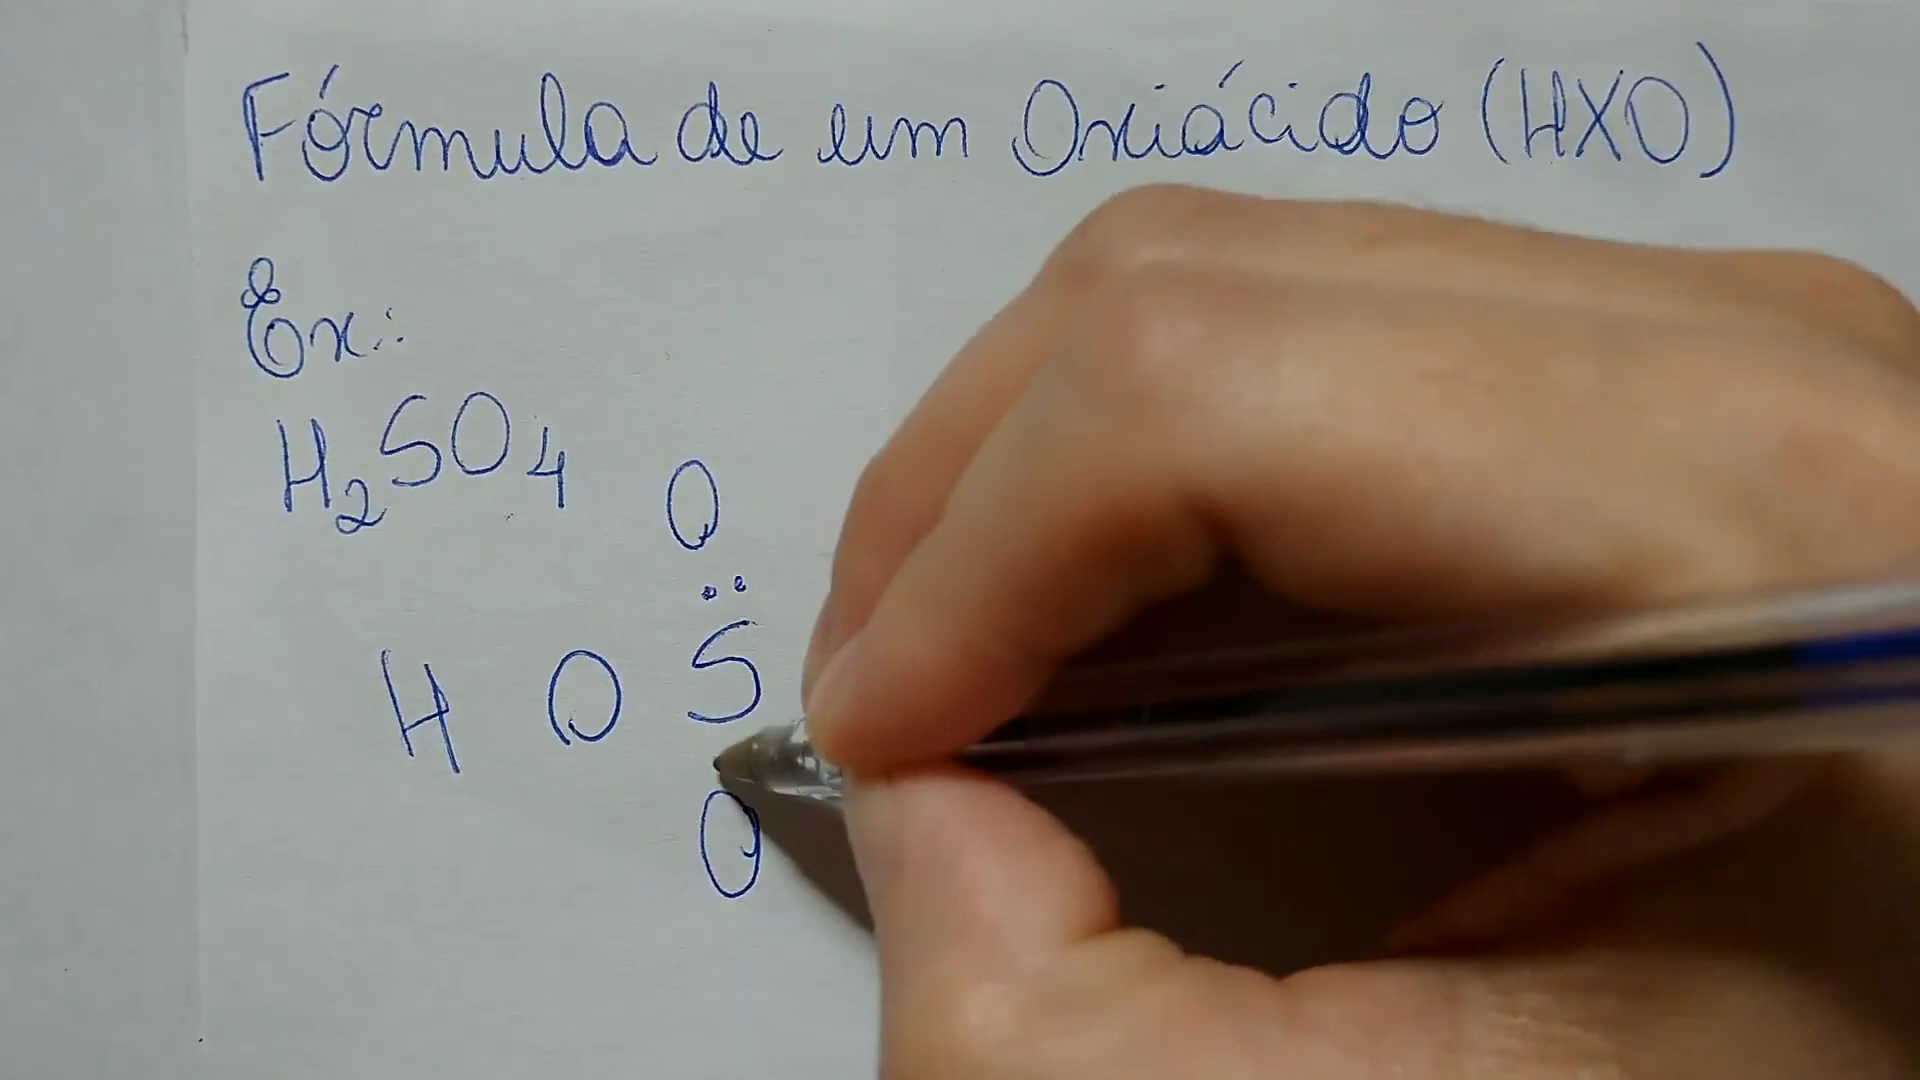 Fórmula de um Oxiácido (HXO)
Ex:
H₂SO₄
O
••
H O S
O